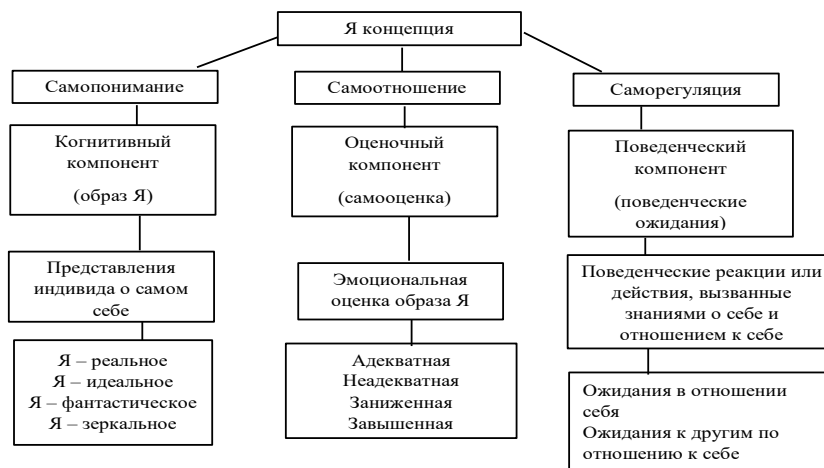 Я концепция
Самопонимание
Самоотношение
Саморегуляция
Когнитивный
компонент
(образ Я)
Оценочный
компонент
(самооценка)
Поведенческий
компонент
(поведенческие
ожидания)
Представления
индивида о самом
себе
Эмоциональная
оценка образа Я
Поведенческие реакции или
действия, вызванные
знаниями о себе и
отношением к себе
Я – реальное
Я – идеальное
Я – фантастическое
Я – зеркальное
Адекватная
Неадекватная
Заниженная
Завышенная
Ожидания в отношении
себя
Ожидания к другим по
отношению к себе